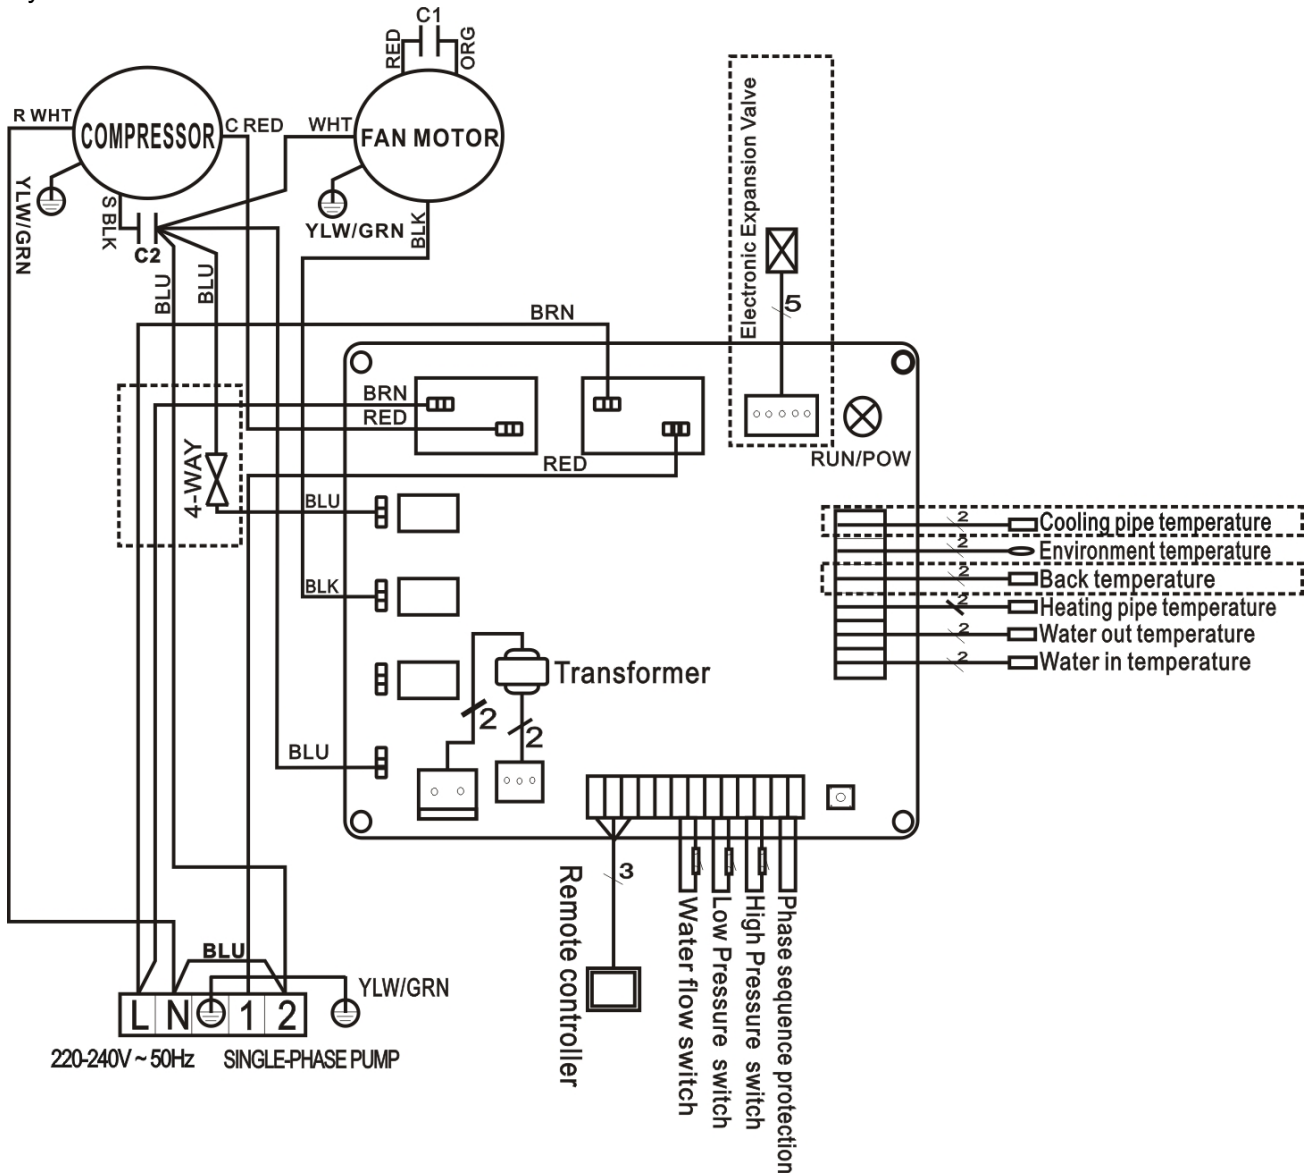 C1
RED
ORG
R WHT
COMPRESSOR
C RED
WHT
FAN MOTOR
YLW/GRN
S BLK
C2
YLW/GRN
BLK
BLU
BLU
Electronic Expansion Valve
5
BRN
BRN
RED
RED
RUN/POW
4-WAY
BLU
BLK
2
Cooling pipe temperature
2
Environment temperature
2
Back temperature
2
Heating pipe temperature
2
Water out temperature
2
Water in temperature
Transformer
2
2
BLU
3
Remote controller
Water flow switch
Low Pressure switch
High Pressure switch
Phase sequence protection
BLU
YLW/GRN
L N 1 2
220-240V ~ 50Hz SINGLE-PHASE PUMP